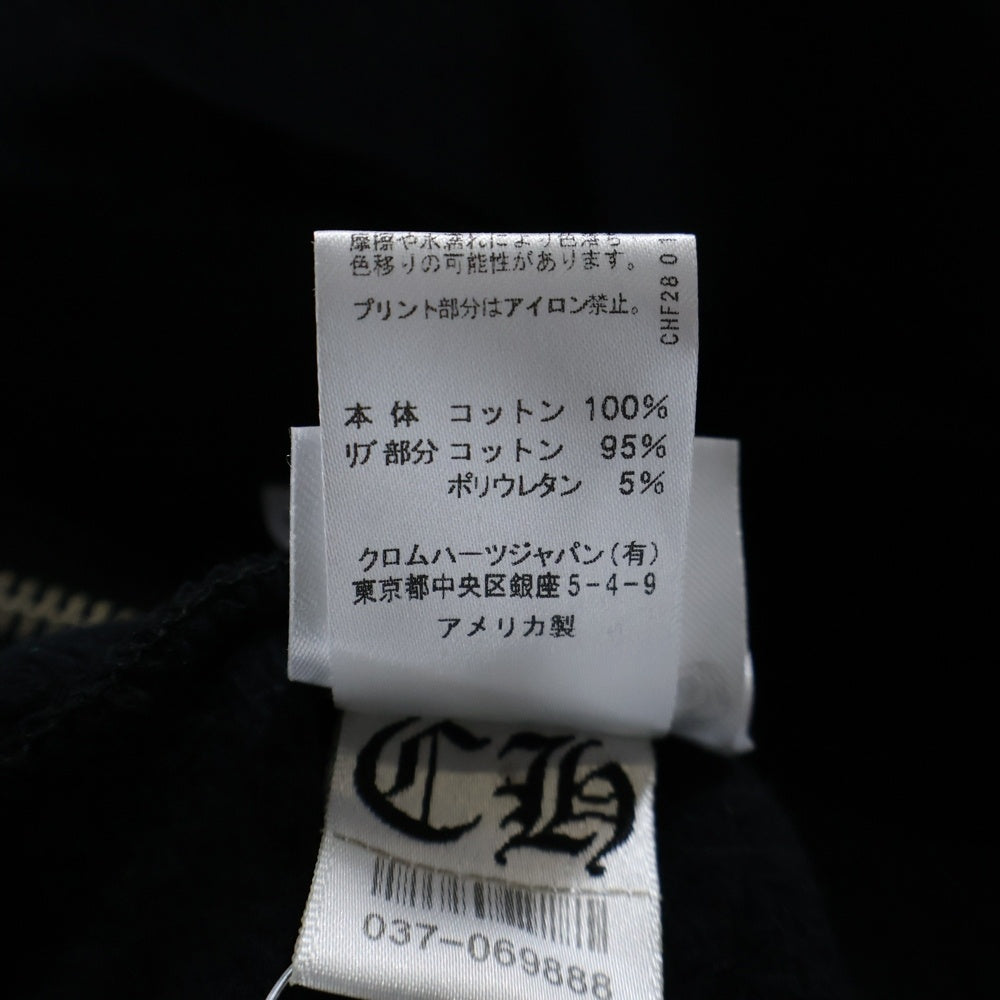 摩擦や水濡れにより色落ち
色移りの可能性があります。
プリント部分はアイロン禁止。
CHF28 01
本体 コットン 100%
リブ部分 コットン 95%
ポリウレタン 5%
クロムハーツジャパン(有)
東京都中央区銀座5-4-9
アメリカ製
CH
037-069888